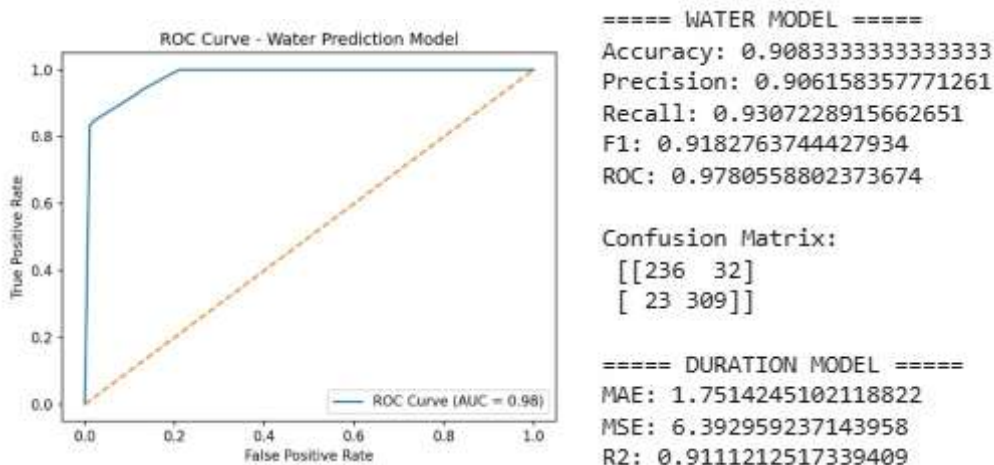 ROC Curve - Water Prediction Model
True Positive Rate
1.0
0.8
0.6
0.4
0.2
0.0
0.0 0.2 0.4 0.6 0.8 1.0
False Positive Rate
ROC Curve (AUC = 0.98)
===== WATER MODEL =====
Accuracy: 0.9083333333333333
Precision: 0.906158357771261
Recall: 0.9307228915662651
F1: 0.9182763744427934
ROC: 0.9780558802373674
Confusion Matrix:
[[236 32]
[ 23 309]]
===== DURATION MODEL =====
MAE: 1.7514245102118822
MSE: 6.392959237143958
R2: 0.9111212517339409